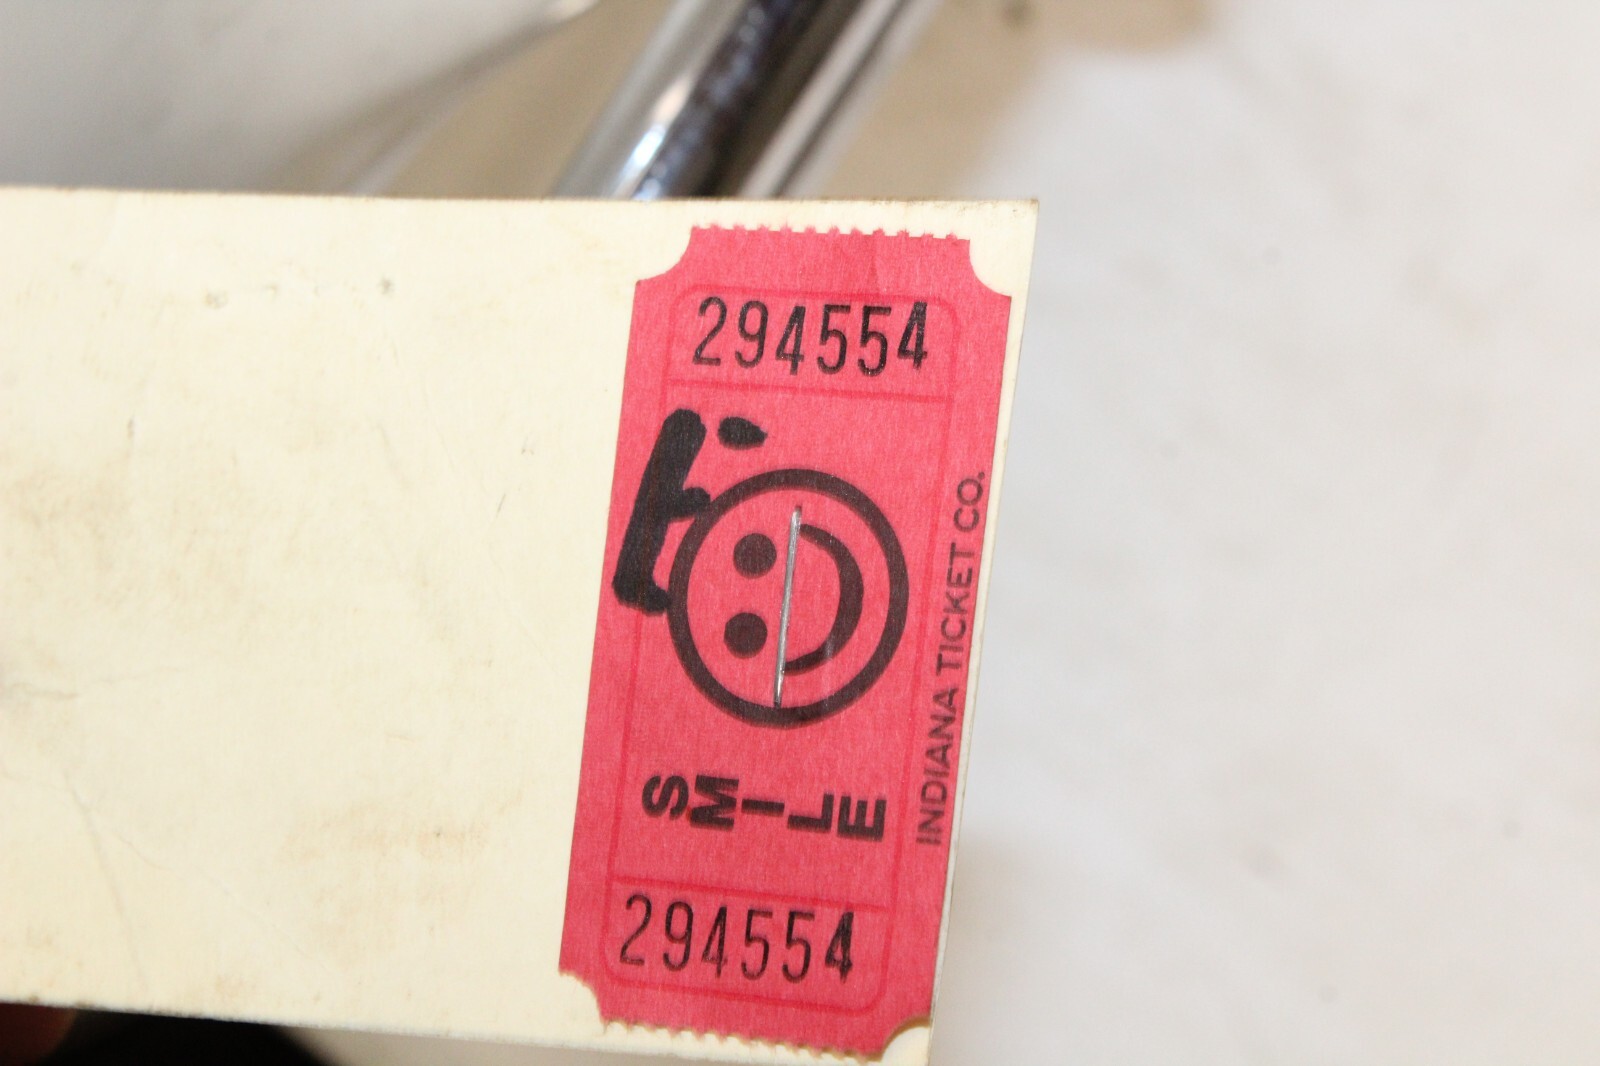 294554
SMILE
INDIANA TICKET CO.
294554